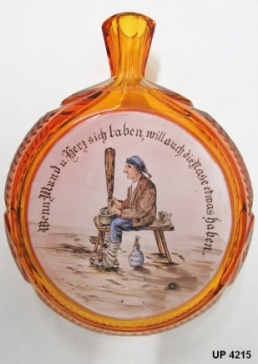 Wenn Mund u. Herz sich laben, will auch die Nase etwas haben.
UP 4215